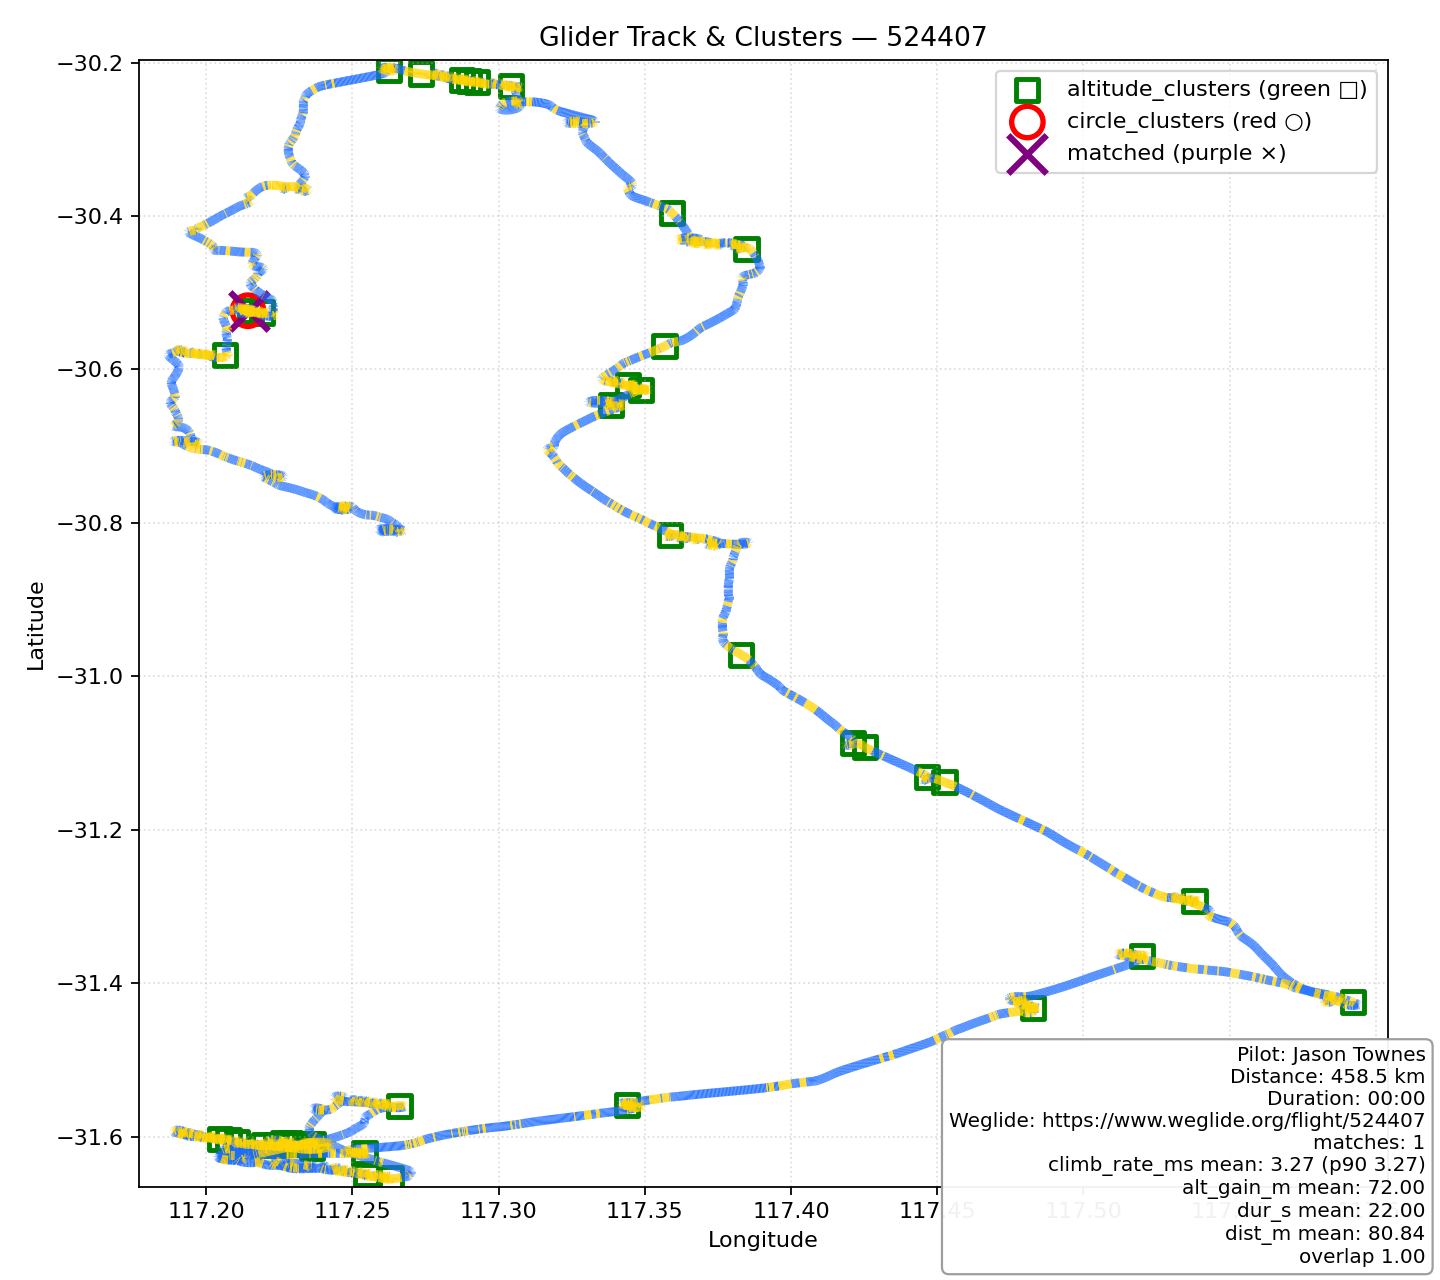 Glider Track & Clusters — 524407
altitude_clusters (green □)
circle_clusters (red ○)
matched (purple ×)
−30.2
−30.4
−30.6
−30.8
−31.0
−31.2
−31.4
−31.6
Latitude
117.20
117.25
117.30
117.35
117.40
117.45
117.50
Longitude
Pilot: Jason Townes
Distance: 458.5 km
Duration: 00:00
Weglide: https://www.weglide.org/flight/524407
matches: 1
climb_rate_ms mean: 3.27 (p90 3.27)
alt_gain_m mean: 72.00
dur_s mean: 22.00
dist_m mean: 80.84
overlap 1.00